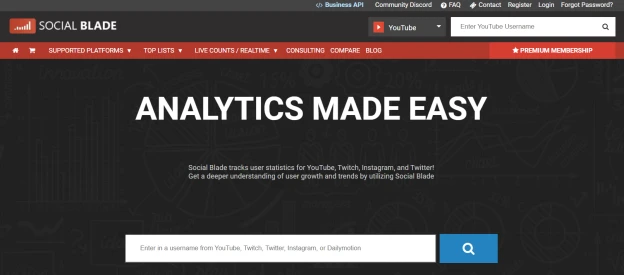 Business API Community Discord FAQ Contact Register Login Forgot Password?
SOCIAL BLADE YouTube Enter YouTube Username
SUPPORTED PLATFORMS TOP LISTS LIVE COUNTS / REALTIME CONSULTING COMPARE BLOG PREMIUM MEMBERSHIP
ANALYTICS MADE EASY
Social Blade tracks user statistics for YouTube, Twitch, Instagram, and Twitter!
Get a deeper understanding of user growth and trends by utilizing Social Blade
Enter in a username from YouTube, Twitch, Twitter, Instagram, or Dailymotion